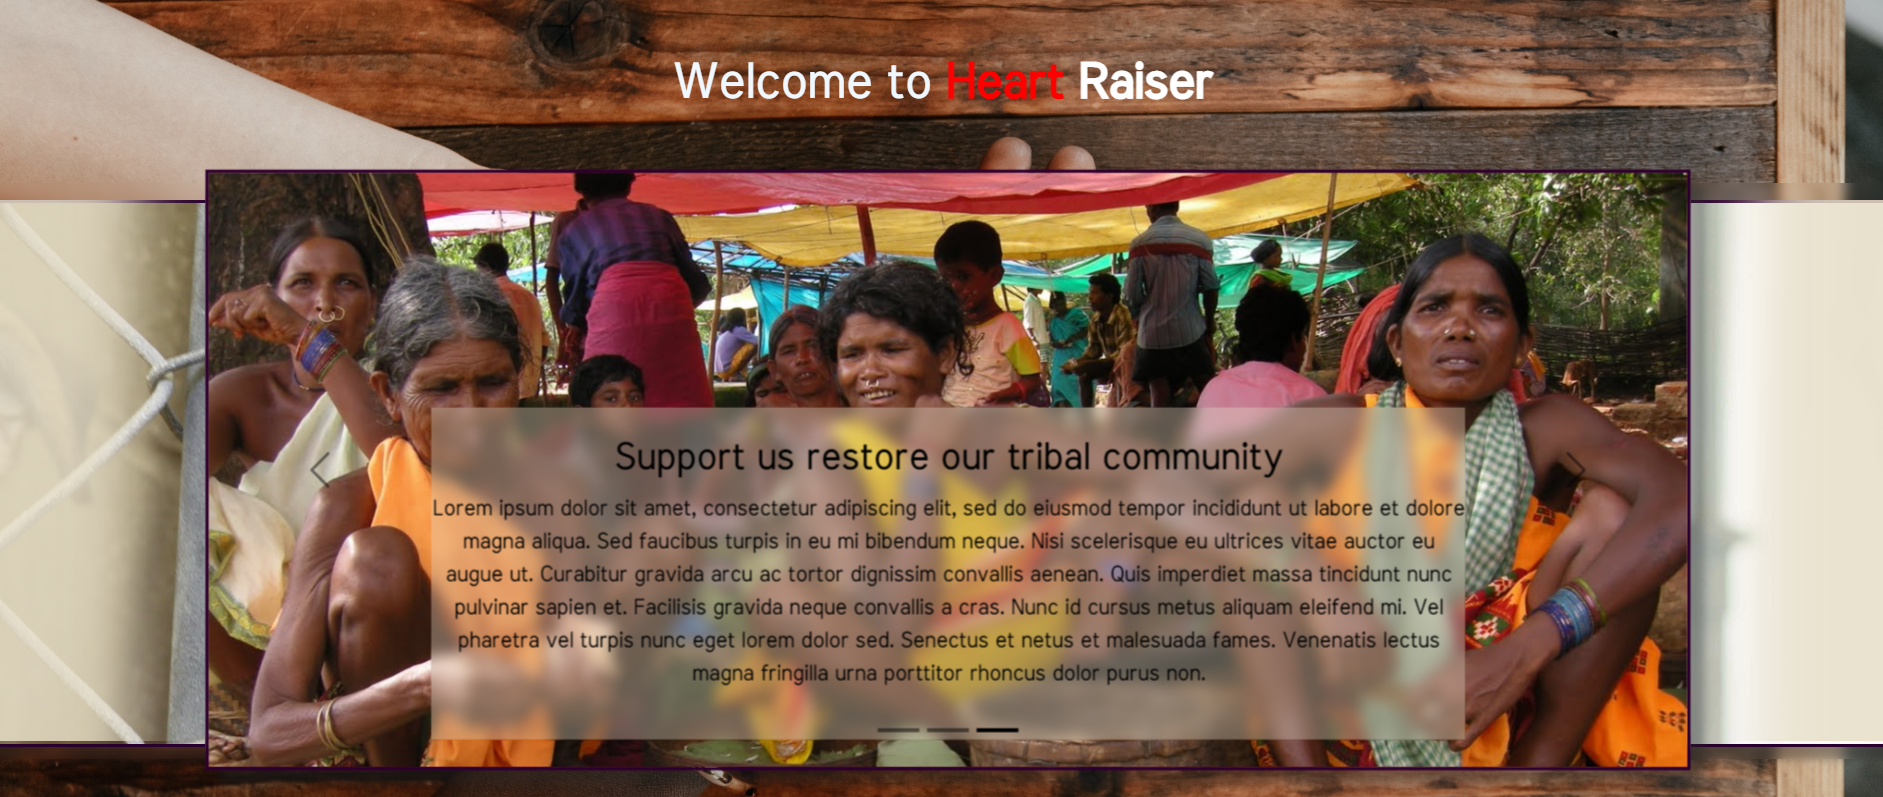 Welcome to Heart Raiser
Support us restore our tribal community
Lorem ipsum dolor sit amet, consectetur adipiscing elit, sed do eiusmod tempor incididunt ut labore et dolore
magna aliqua. Sed faucibus turpis in eu mi bibendum neque. Nisi scelerisque eu ultrices vitae auctor eu
augue ut. Curabitur gravida arcu ac tortor dignissim convallis aenean. Quis imperdiet massa tincidunt nunc
pulvinar sapien et. Facilisis gravida neque convallis a cras. Nunc id cursus metus aliquam eleifend mi. Vel
pharetra vel turpis nunc eget lorem dolor sed. Senectus et netus et malesuada fames. Venenatis lectus
magna fringilla urna porttitor rhoncus dolor purus non.